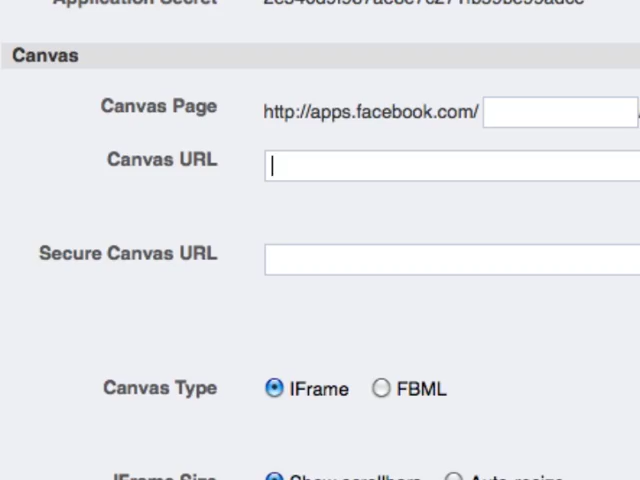 Application Secret
Canvas
Canvas Page http://apps.facebook.com/
Canvas URL
Secure Canvas URL
Canvas Type IFrame FBML
IFrame Size Show scrollbars Auto-resize